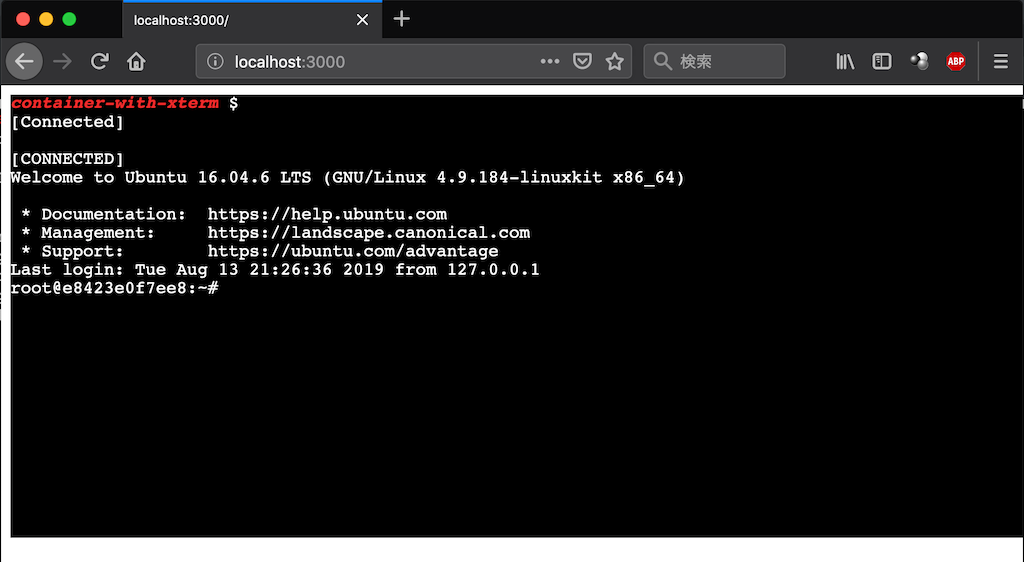 localhost:3000/
localhost:3000
検索
ABP
container-with-xterm $
[Connected]
[CONNECTED]
Welcome to Ubuntu 16.04.6 LTS (GNU/Linux 4.9.184-linuxkit x86_64)
* Documentation:  https://help.ubuntu.com
* Management:     https://landscape.canonical.com
* Support:        https://ubuntu.com/advantage
Last login: Tue Aug 13 21:26:36 2019 from 127.0.0.1
root@e8423e0f7ee8:~#